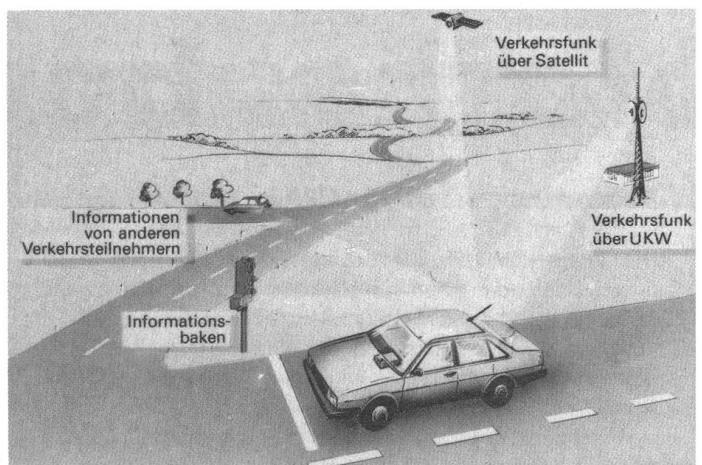 Verkehrsfunk
über Satellit
Verkehrsfunk
über UKW
Informationen
von anderen
Verkehrsteilnehmern
Informations-
baken